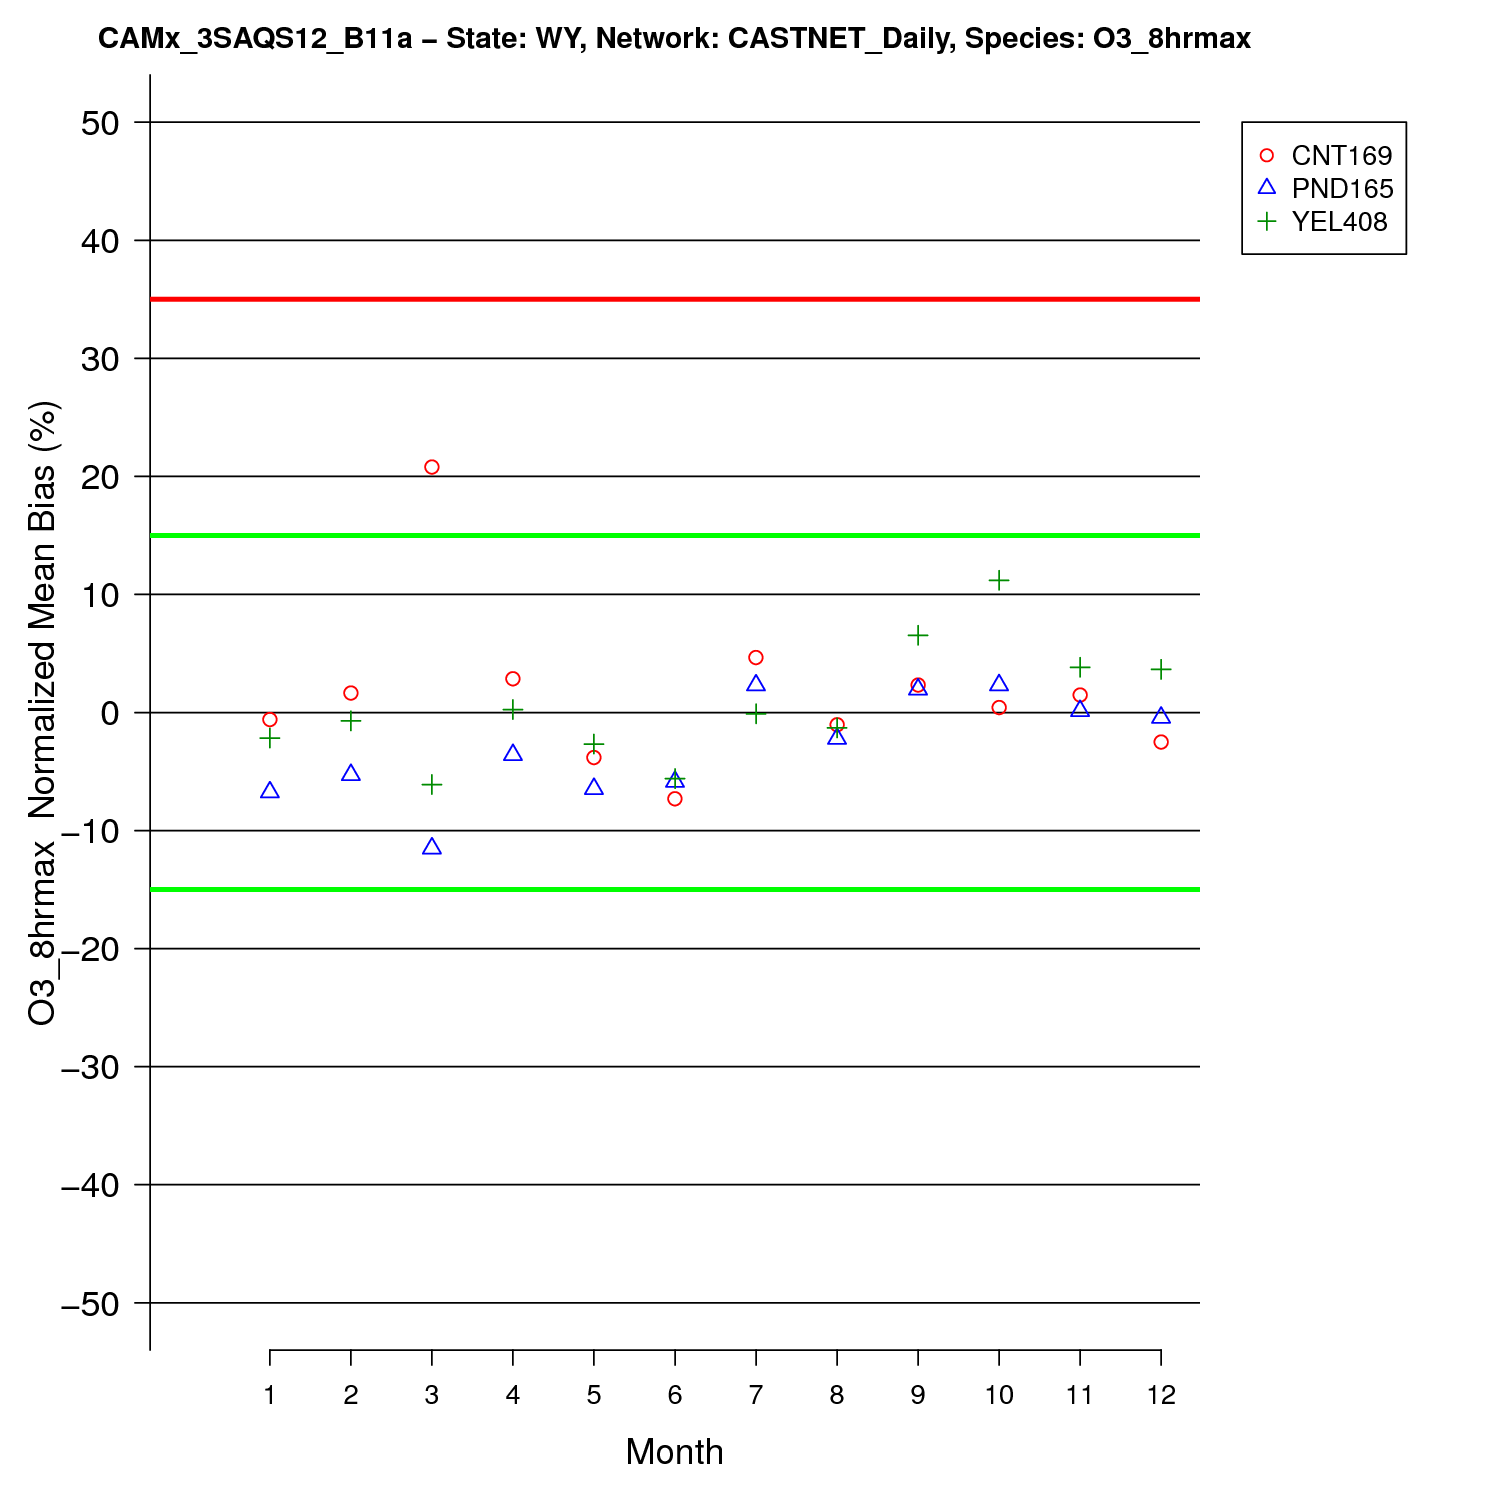 CAMx_3SAQS12_B11a – State: WY, Network: CASTNET_Daily, Species: O3_8hrmax
O3_8hrmax Normalized Mean Bias (%)
50
40
30
20
10
0
−10
−20
−30
−40
−50
CNT169
PND165
YEL408
1 2 3 4 5 6 7 8 9 10 11 12
Month